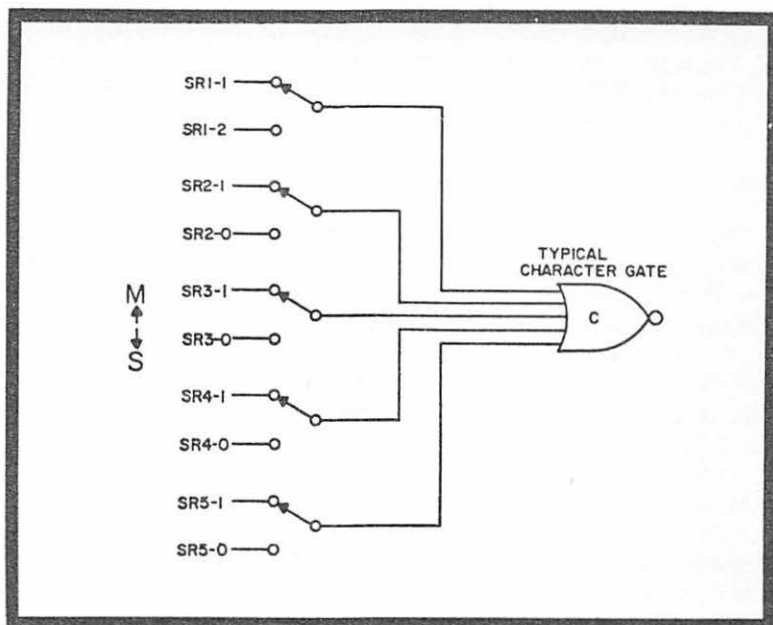 SR1-1
SR1-2
SR2-1
SR2-0
TYPICAL
CHARACTER GATE
M
SR3-1
C
SR3-0
S
SR4-1
SR4-0
SR5-1
SR5-0